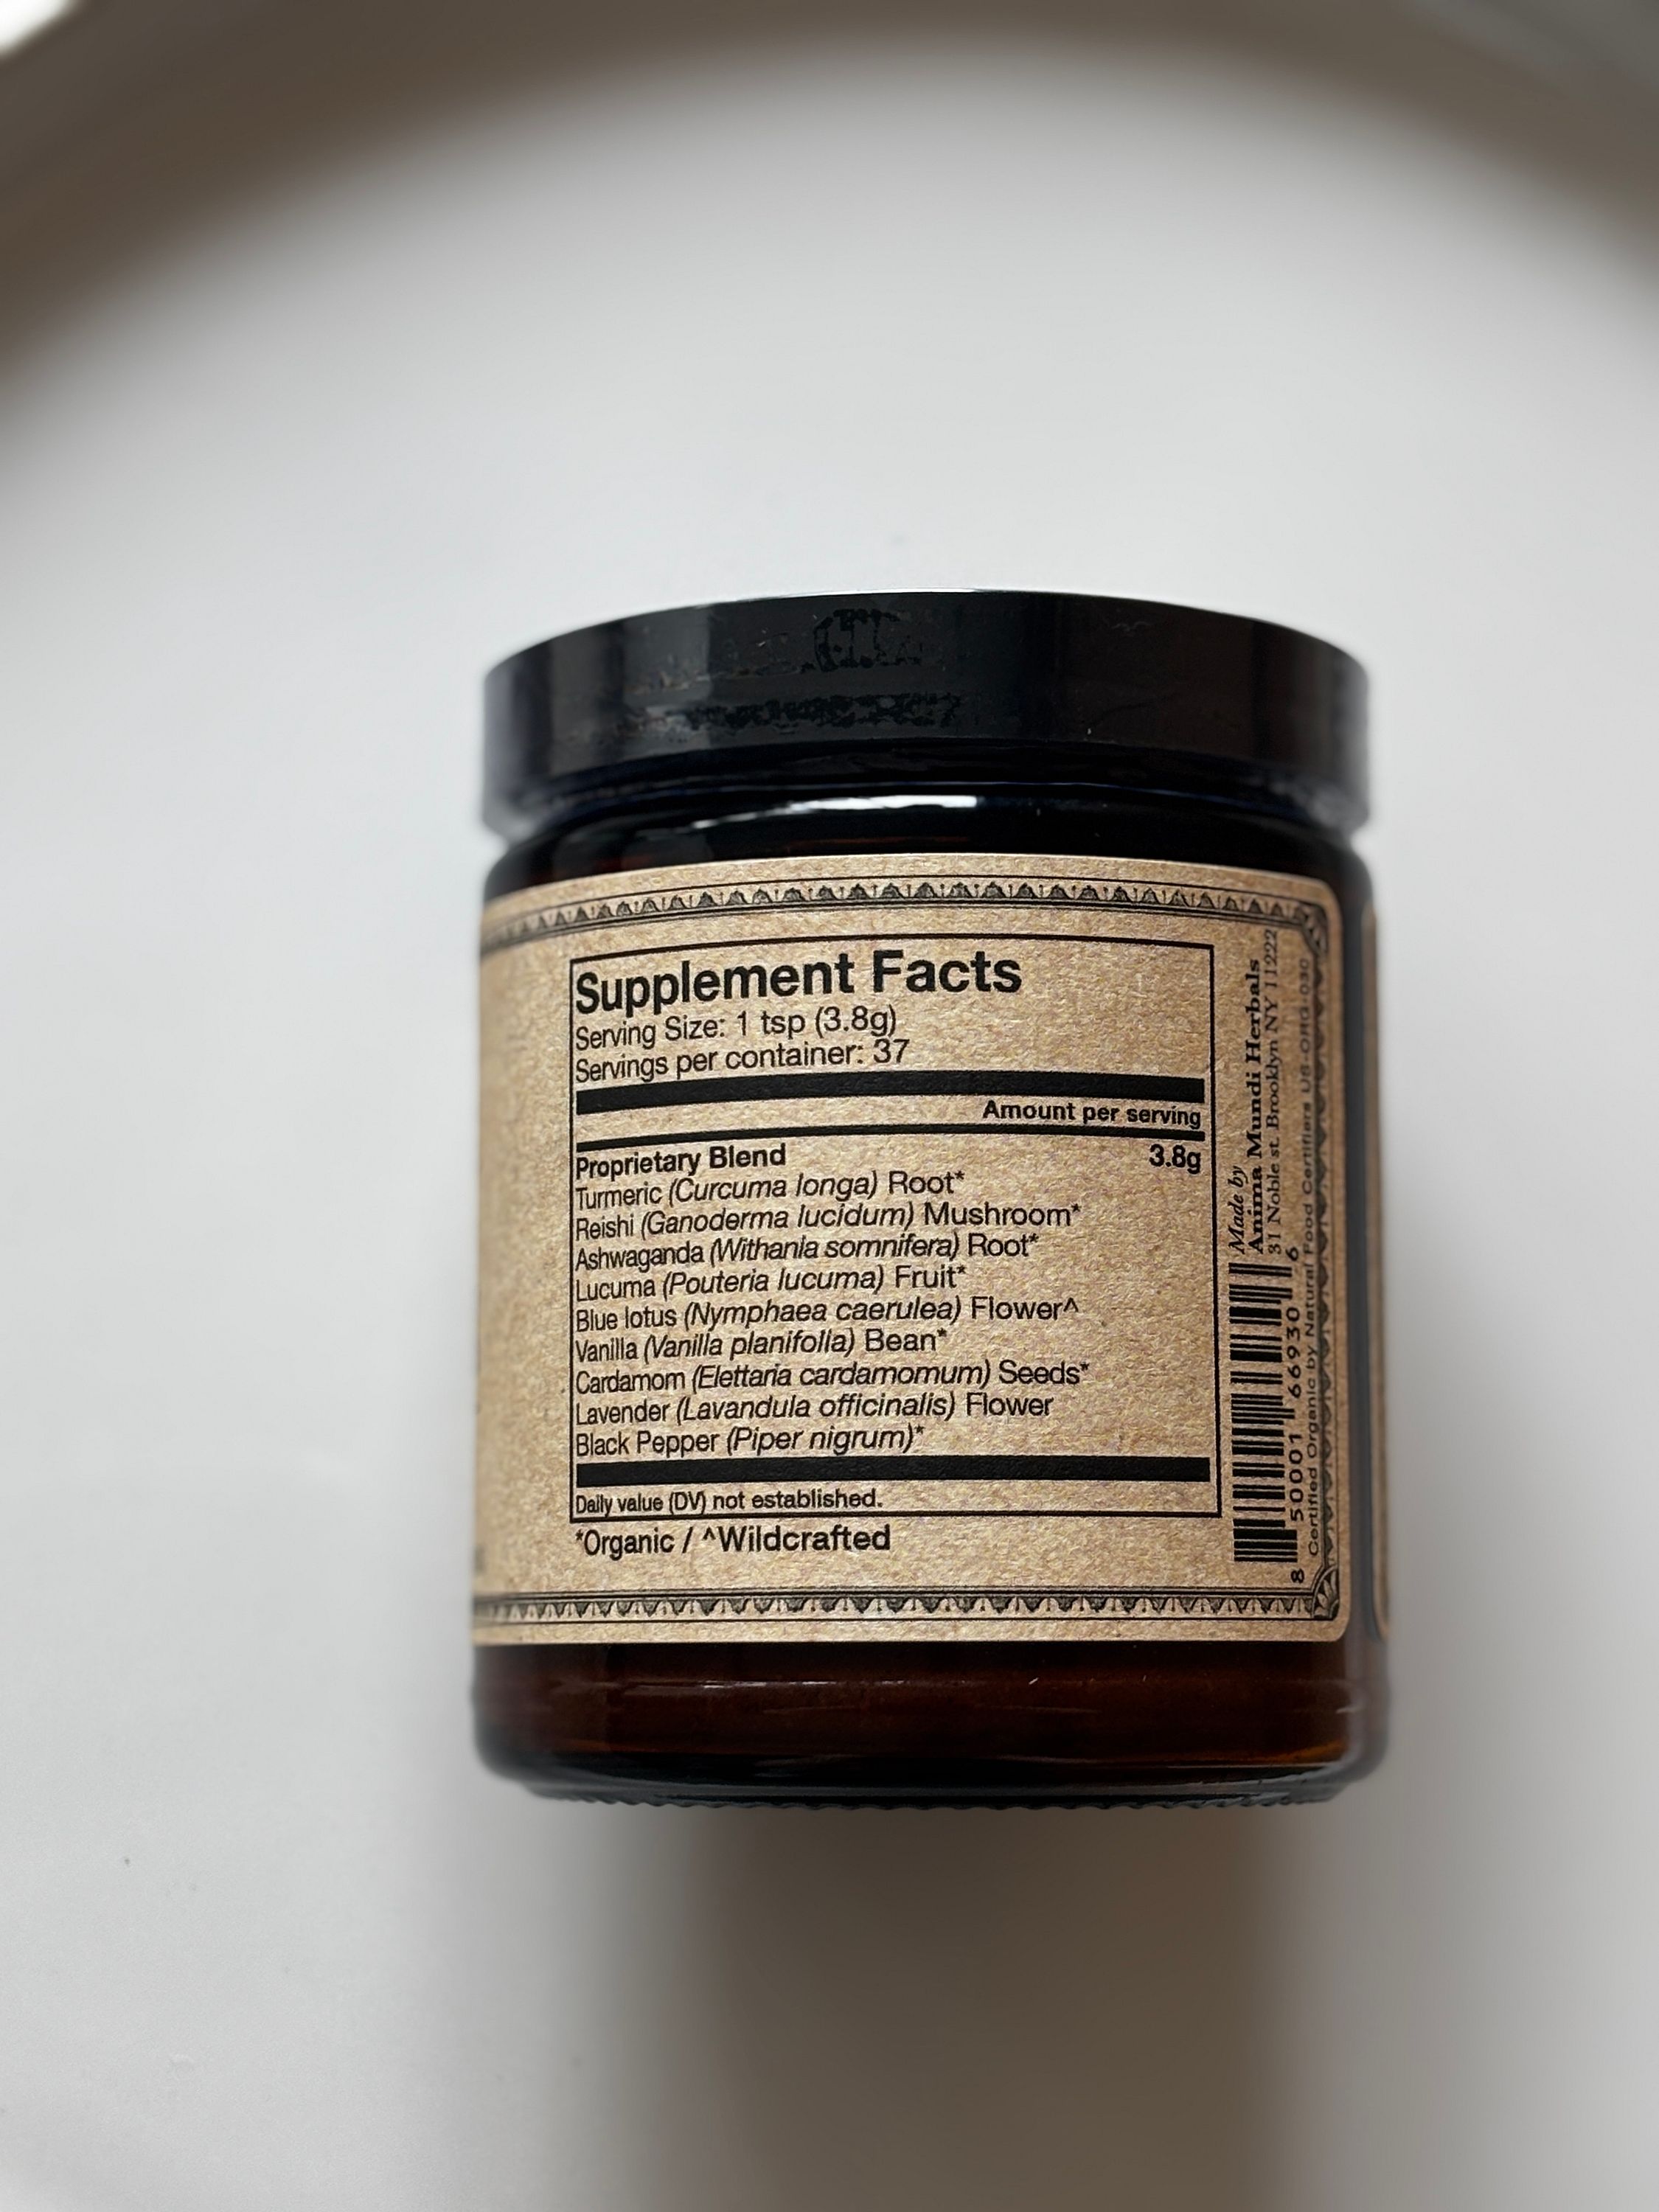 Supplement Facts
Serving Size: 1 tsp (3.8g)
Servings per container: 37
Amount per serving
Proprietary Blend 3.8g
Turmeric (Curcuma longa) Root*
Reishi (Ganoderma lucidum) Mushroom*
Ashwaganda (Withania somnifera) Root*
Lucuma (Pouteria lucuma) Fruit*
Blue lotus (Nymphaea caerulea) Flower^
Vanilla (Vanilla planifolia) Bean*
Cardamom (Elettaria cardamomum) Seeds*
Lavender (Lavandula officinalis) Flower
Black Pepper (Piper nigrum)*
Daily value (DV) not established.
*Organic / ^Wildcrafted
Made by
Anima Mundi Herbals
31 Noble st. Brooklyn NY 11222
8 50001 66930 6
Certified Organic by Natural Food Certifiers US-ORG-030